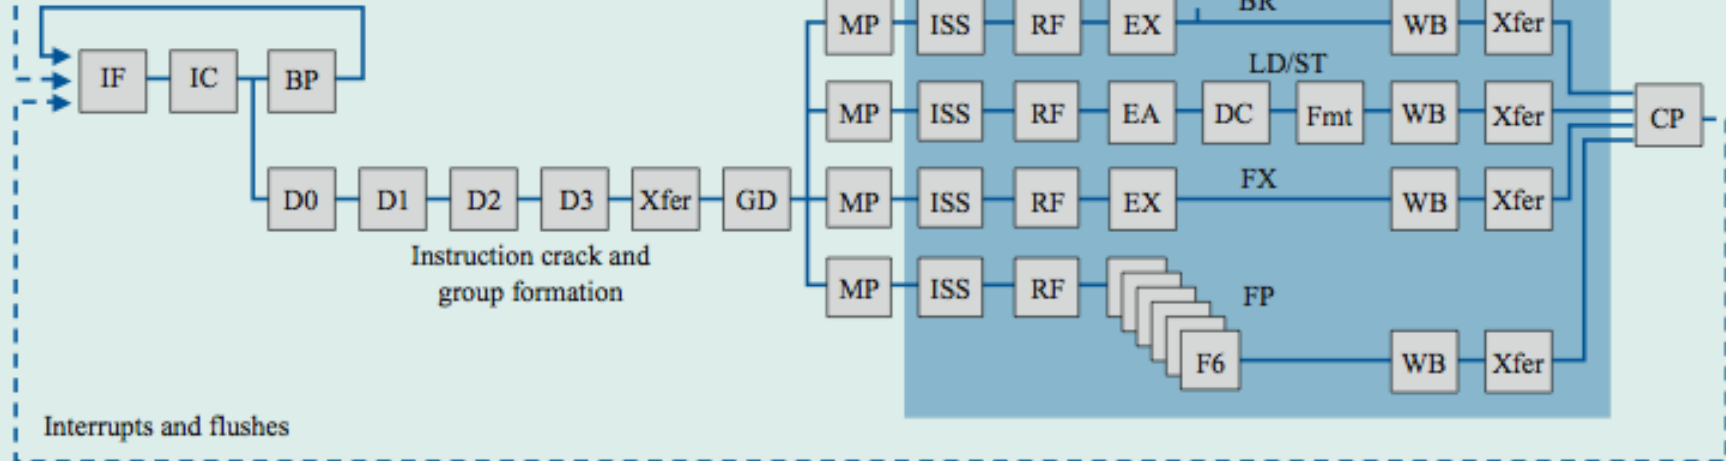 BR
MP ISS RF EX WB Xfer
LD/ST
IF IC BP
MP ISS RF EA DC Fmt WB Xfer CP
FX
D0 D1 D2 D3 Xfer GD MP ISS RF EX WB Xfer
Instruction crack and
group formation
MP ISS RF FP
F6 WB Xfer
Interrupts and flushes